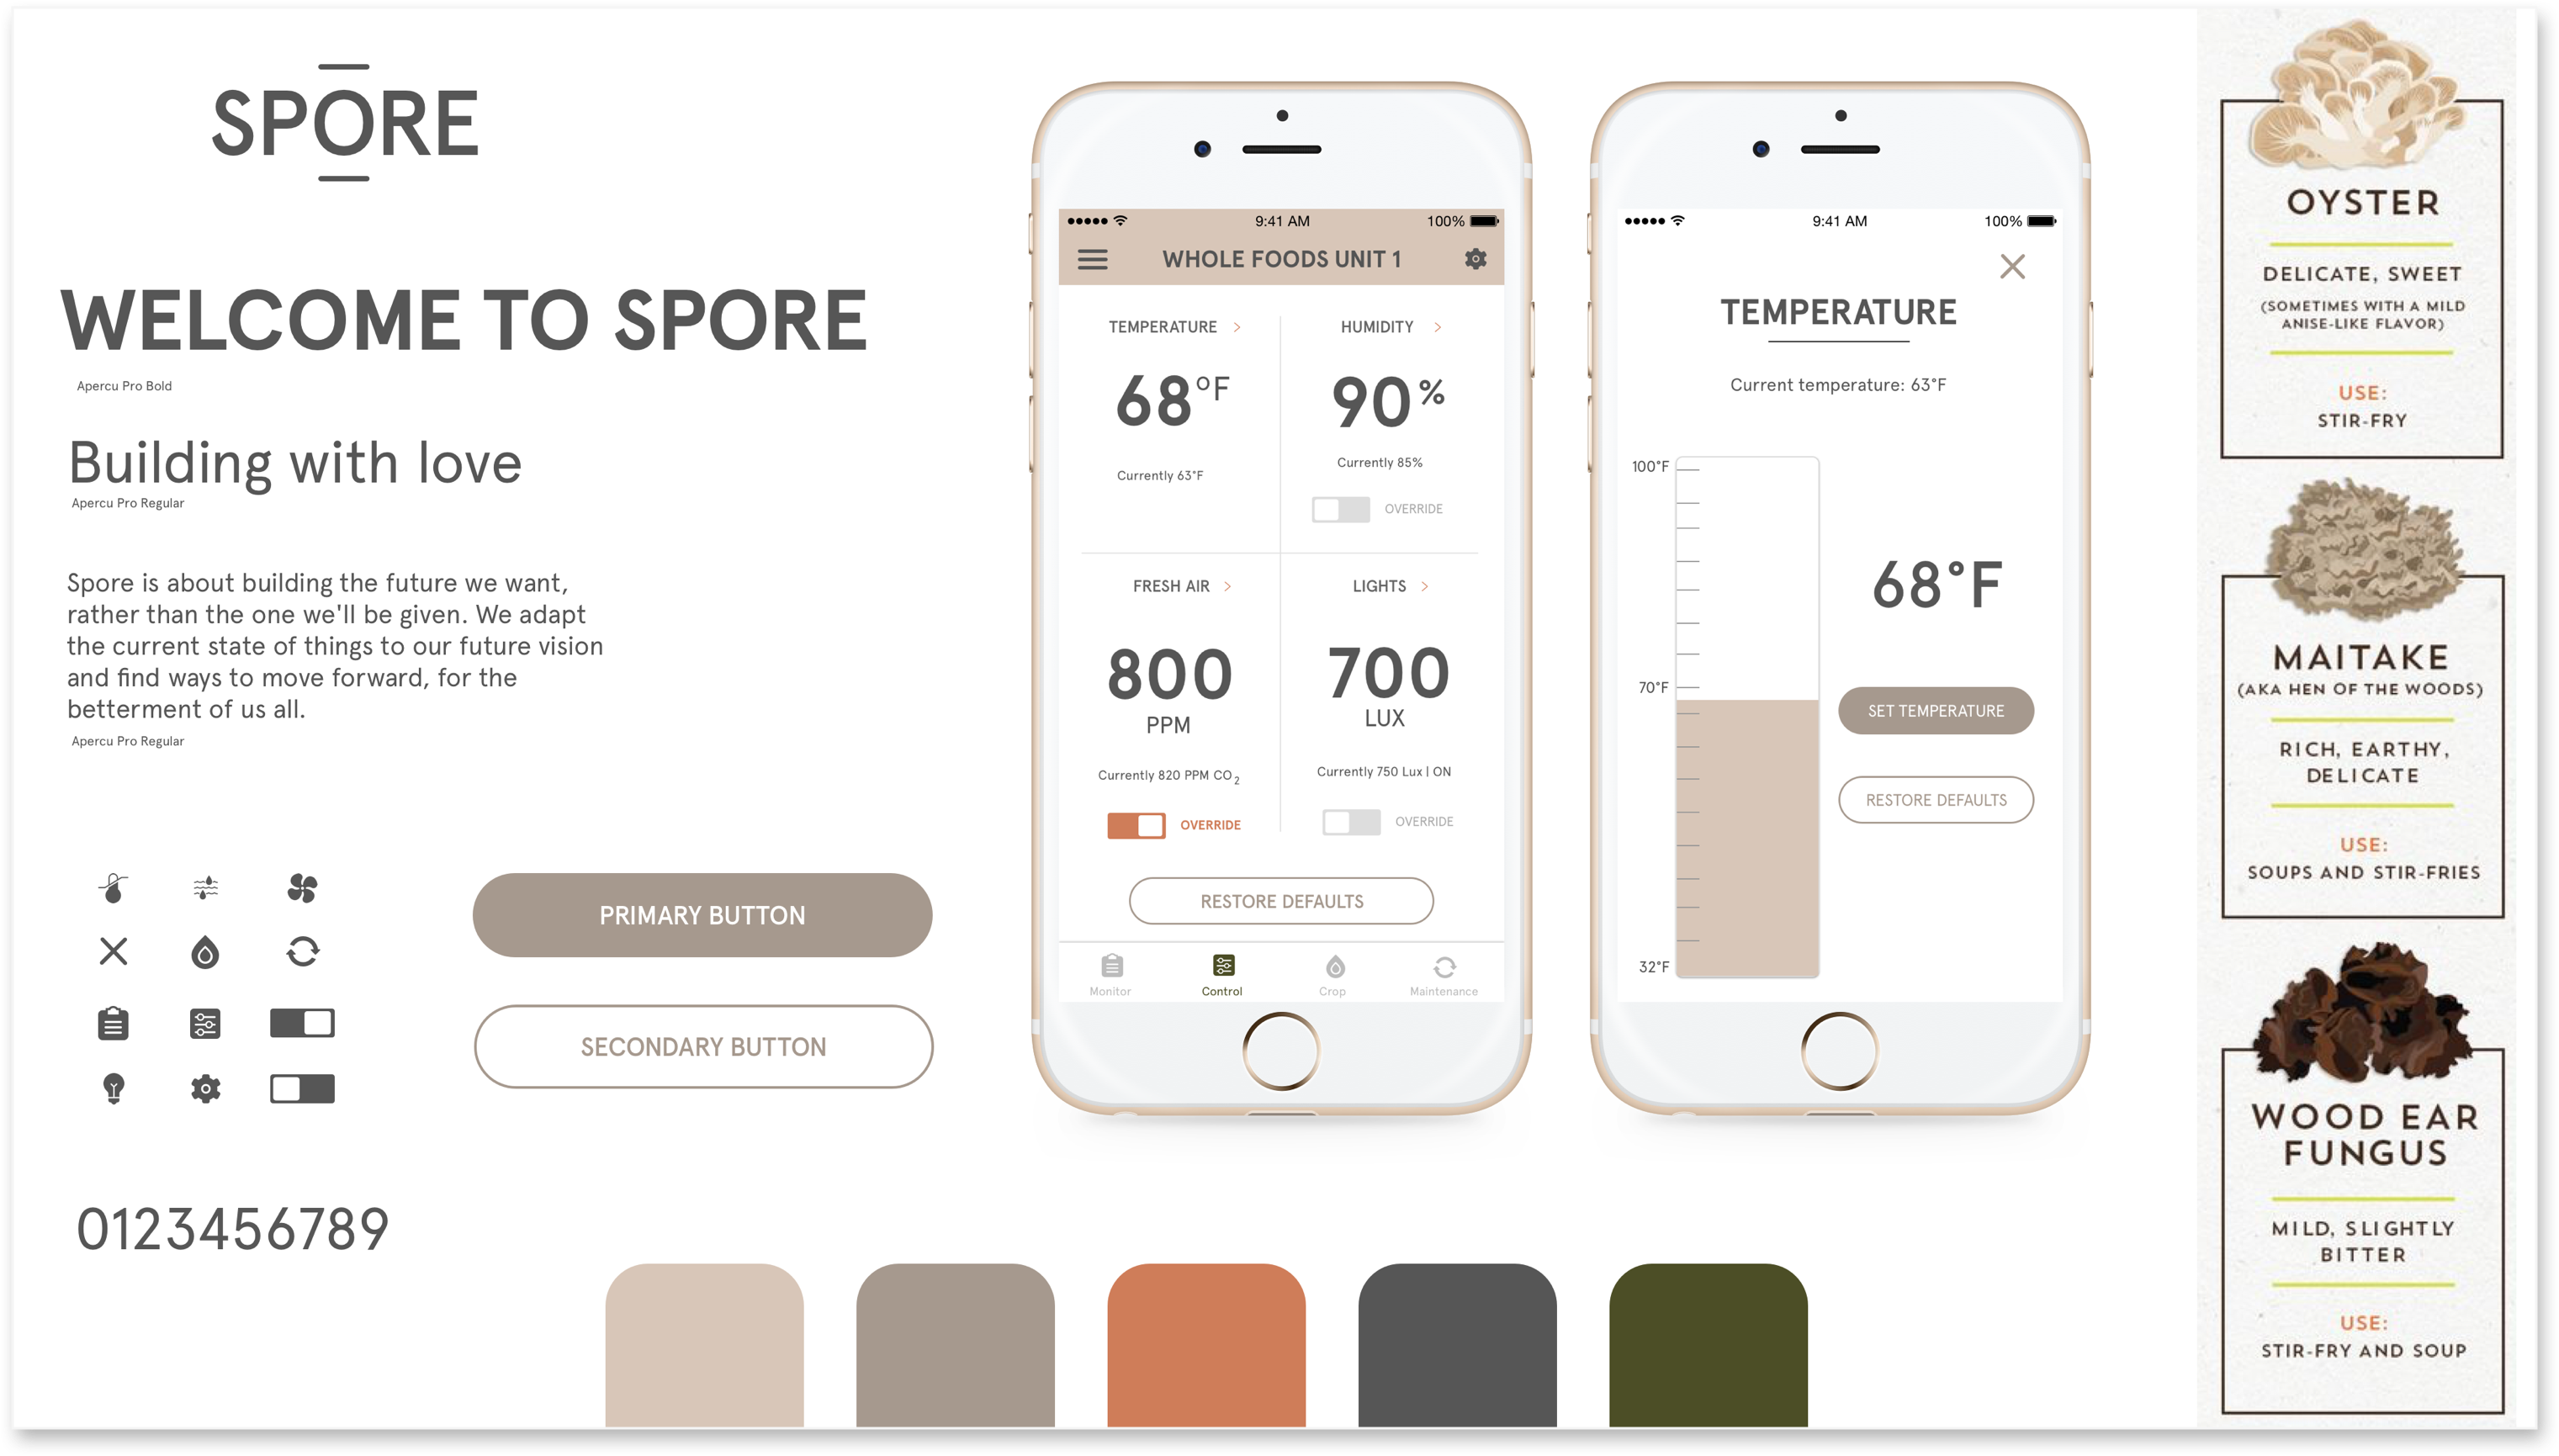 SPORE
WELCOME TO SPORE
Apercu Pro Bold
Building with love
Apercu Pro Regular
Spore is about building the future we want,
rather than the one we'll be given. We adapt
the current state of things to our future vision
and find ways to move forward, for the
betterment of us all.
Apercu Pro Regular
PRIMARY BUTTON
SECONDARY BUTTON
0123456789
9:41 AM
100%
WHOLE FOODS UNIT 1
TEMPERATURE >
68°F
Currently 63°F
HUMIDITY >
90%
Currently 85%
OVERRIDE
FRESH AIR >
800
PPM
Currently 820 PPM CO2
OVERRIDE
LIGHTS >
700
LUX
Currently 750 Lux | ON
OVERRIDE
RESTORE DEFAULTS
Monitor
Control
Crop
Maintenance
9:41 AM
100%
TEMPERATURE
Current temperature: 63°F
100°F
70°F
32°F
68°F
SET TEMPERATURE
RESTORE DEFAULTS
OYSTER
DELICATE, SWEET
(SOMETIMES WITH A MILD
ANISE-LIKE FLAVOR)
USE:
STIR-FRY
MAITAKE
(AKA HEN OF THE WOODS)
RICH, EARTHY,
DELICATE
USE:
SOUPS AND STIR-FRIES
WOOD EAR
FUNGUS
MILD, SLIGHTLY
BITTER
USE:
STIR-FRY AND SOUP